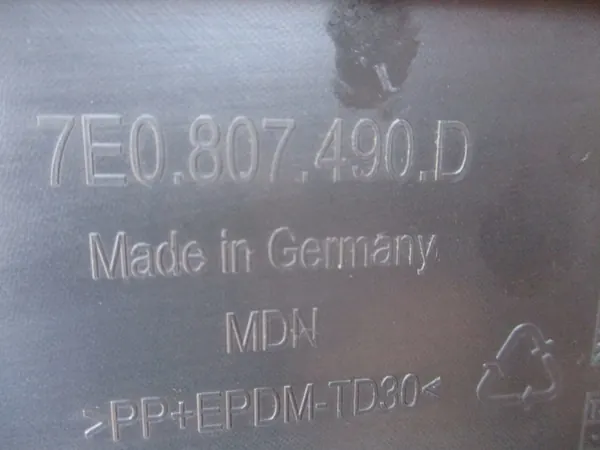 7E0.807.490.D
Made in Germany
MDN
>PP+EPDM-TD30<